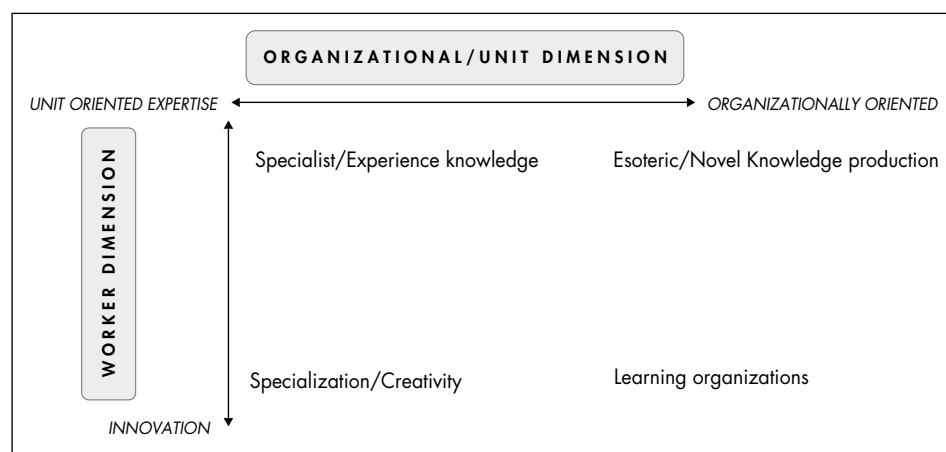 ORGANIZATIONAL/UNIT DIMENSION
UNIT ORIENTED EXPERTISE
ORGANIZATIONALLY ORIENTED
WORKER DIMENSION
Specialist/Experience knowledge
Esoteric/Novel Knowledge production
Specialization/Creativity
Learning organizations
INNOVATION